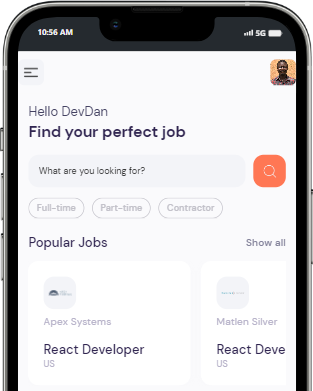 10:56 AM
5G
Hello DevDan
Find your perfect job
What are you looking for?
Full-time Part-time Contractor
Popular Jobs Show all
Apex Systems Matlen Silver
React Developer React Deve
US US